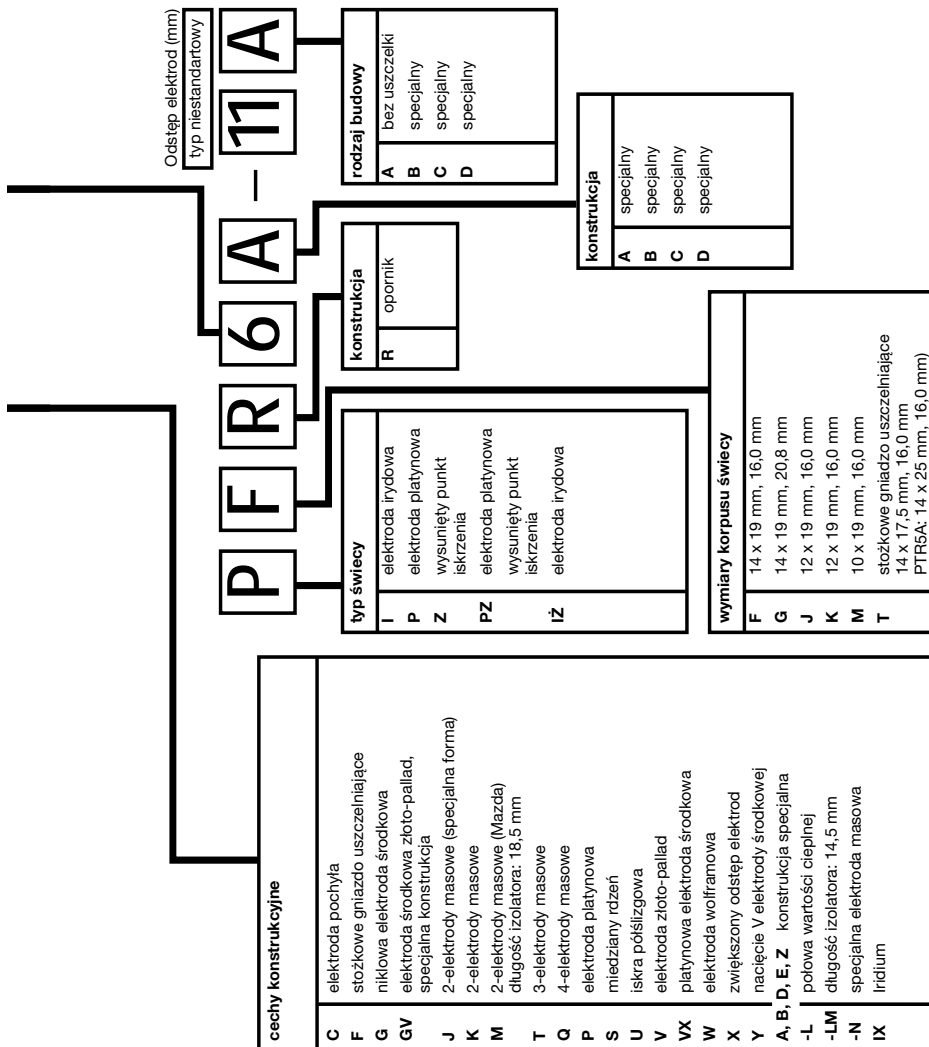 Odstęp elektrod (mm)
typ niestandartowy
P F R 6 A – 11 A
typ świecy
I elektroda irydowa
P elektroda platynowa
Z wysunięty punkt
iskrzenia
PZ elektroda platynowa
wysunięty punkt
iskrzenia
IŻ elektroda irydowa
konstrukcja
R opornik
rodzaj budowy
A bez uszczelki
B specjalny
C specjalny
D specjalny
cechy konstrukcyjne
C elektroda pochyła
F stożkowe gniazdo uszczelniające
G niklowa elektroda środkowa
GV elektroda środkowa złoto-pallad,
specjalna konstrukcja
J 2-elektrody masowe (specjalna forma)
K 2-elektrody masowe
M 2-elektrody masowe (Mazda)
długość izolatora: 18,5 mm
T 3-elektrody masowe
Q 4-elektrody masowe
P elektroda platynowa
S miedziany rdzeń
U iskra półślizgowa
V elektroda złoto-pallad
VX platynowa elektroda środkowa
W elektroda wolframowa
X zwiększony odstęp elektrod
Y nacięcie V elektrody środkowej
A, B, D, E, Z konstrukcja specjalna
-L połowa wartości cieplnej
-LM długość izolatora: 14,5 mm
-N specjalna elektroda masowa
IX Iridium
wymiary korpusu świecy
F 14 x 19 mm, 16,0 mm
G 14 x 19 mm, 20,8 mm
J 12 x 19 mm, 16,0 mm
K 12 x 19 mm, 16,0 mm
M 10 x 19 mm, 16,0 mm
T stożkowe gniadzo uszczelniające
14 x 17,5 mm, 16,0 mm
PTR5A: 14 x 25 mm, 16,0 mm)
konstrukcja
A specjalny
B specjalny
C specjalny
D specjalny